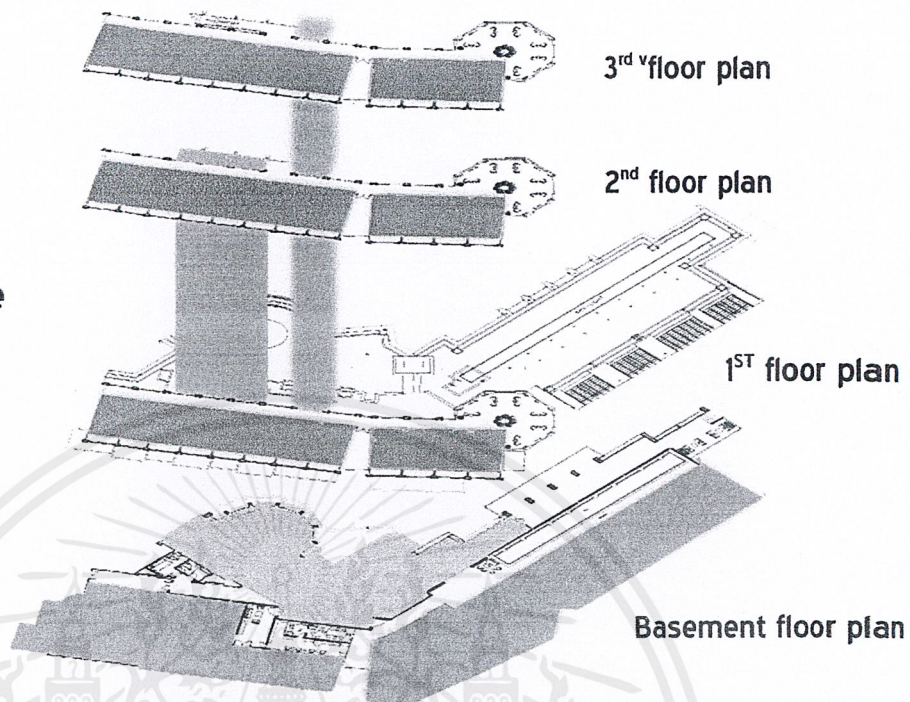 3rd vfloor plan
2nd floor plan
e
1ST floor plan
Basement floor plan